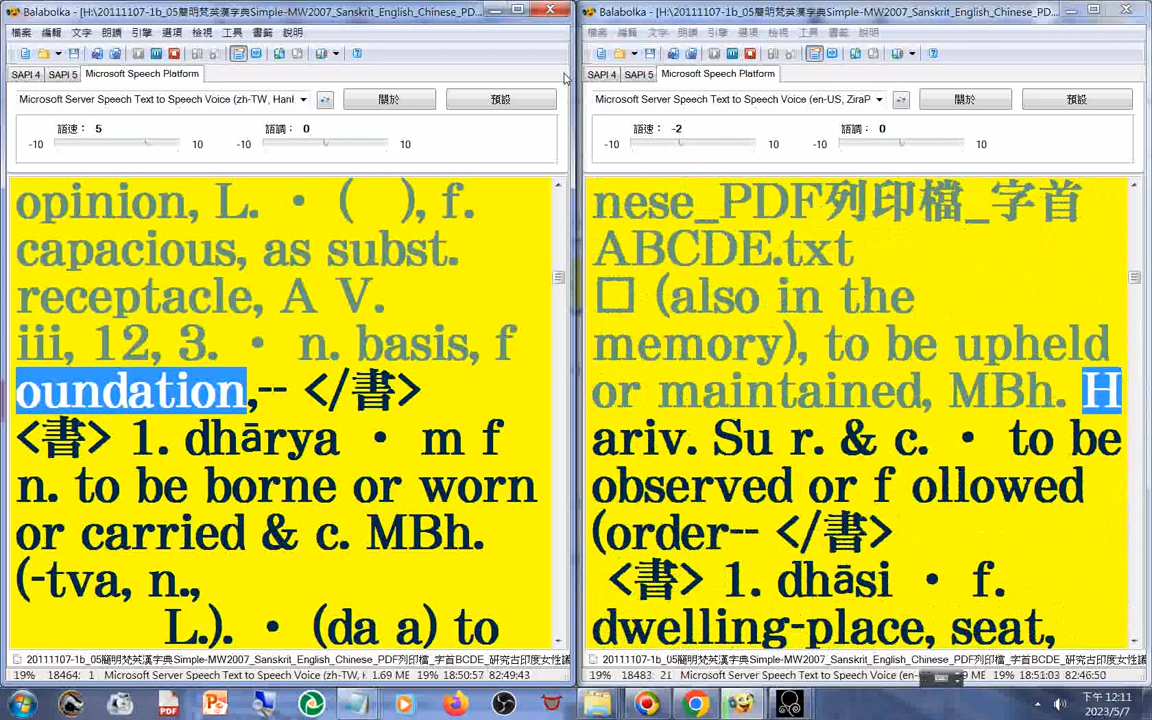 Balabolka - [H:\20111107-1b_05簡明梵英漢字典Simple-MW2007_Sanskrit_English_Chinese_PD...
檔案 編輯 文字 朗讀 引擎 選項 檢視 工具 書籤 說明
SAPI 4 SAPI 5 Microsoft Speech Platform
Microsoft Server Speech Text to Speech Voice (zh-TW, Hanl
關於
預設
語速： 5
語調： 0
-10 10 -10 10
opinion, L. • ( ), f.
capacious, as subst.
receptacle, A V.
iii, 12, 3. • n. basis, f
oundation,-- </書>
<書> 1. dhārya • m f
n. to be borne or worn
or carried & c. MBh.
(-tva, n.,
L.). • (da a) to
20111107-1b_05簡明梵英漢字典Simple-MW2007_Sanskrit_English_Chinese_PDF列印檔_字首BCDE_研究古印度女性議
19% 18464: 1 Microsoft Server Speech Text to Speech Voice (zh-TW, 1.69 MB 19% 18:50:57 82:49:43
Balabolka - [H:\20111107-1b_05簡明梵英漢字典Simple-MW2007_Sanskrit_English_Chinese_PD...
檔案 編輯 文字 朗讀 引擎 選項 檢視 工具 書籤 說明
SAPI 4 SAPI 5 Microsoft Speech Platform
Microsoft Server Speech Text to Speech Voice (en-US, ZiraP
關於
預設
語速： -2
語調： 0
-10 10 -10 10
nese_PDF列印檔_字首
ABCDE.txt
□ (also in the
memory), to be upheld
or maintained, MBh. H
ariv. Su r. & c. • to be
observed or f ollowed
(order-- </書>
<書> 1. dhāsi • f.
dwelling-place, seat,
20111107-1b_05簡明梵英漢字典Simple-MW2007_Sanskrit_English_Chinese_PDF列印檔_字首ABCDE_研究古印度女性
19% 18483: 21 Microsoft Server Speech Text to Speech Voice (en-US, MB 19% 18:51:03 82:46:50
下午 12:11
2023/5/7